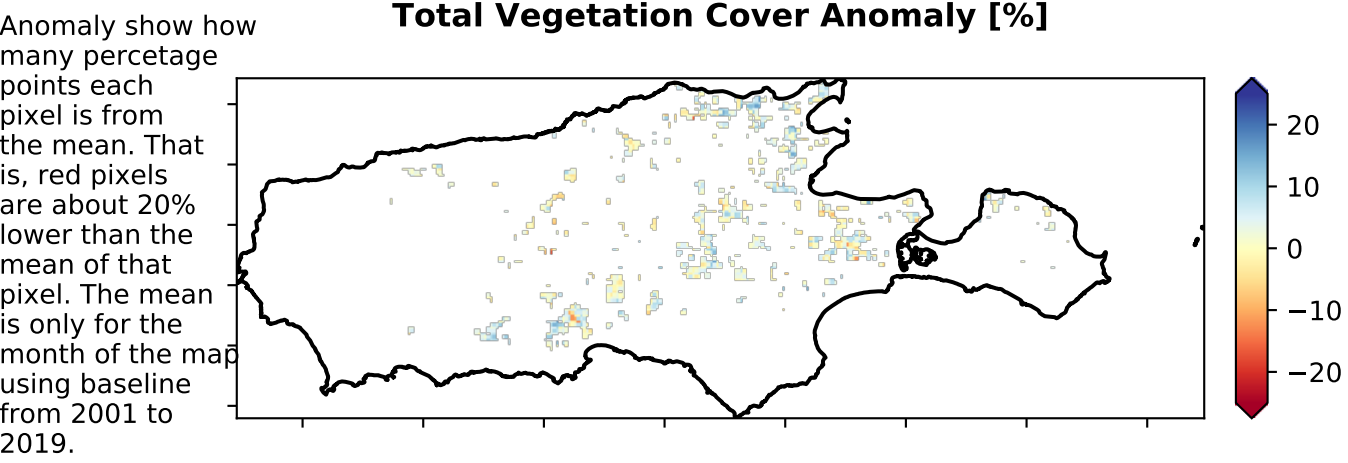 Total Vegetation Cover Anomaly [%]
Anomaly show how
many percetage
points each
pixel is from
the mean. That
is, red pixels
are about 20%
lower than the
mean of that
pixel. The mean
is only for the
month of the map
using baseline
from 2001 to
2019.
20
10
0
−10
−20